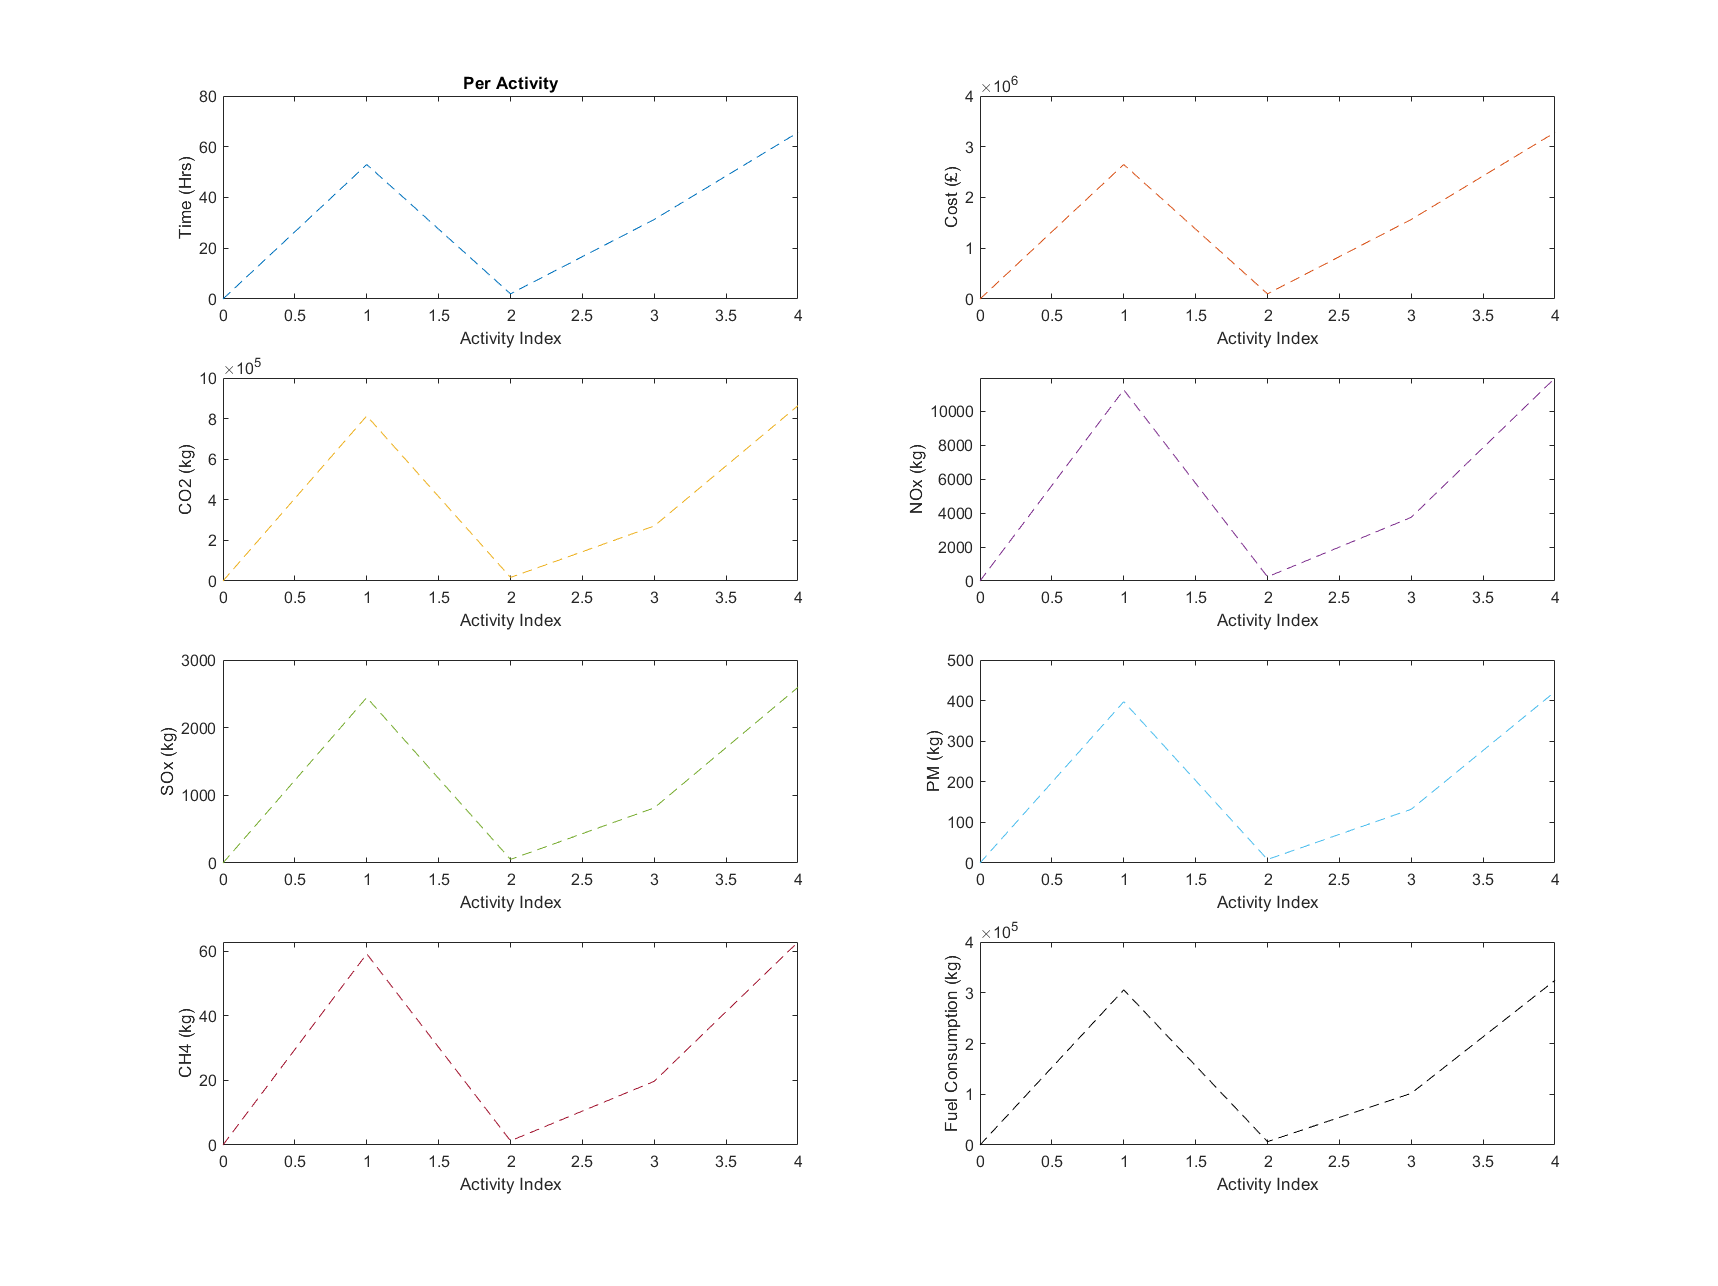 Per Activity
80
60
40
20
0
Time (Hrs)
0 0.5 1 1.5 2 2.5 3 3.5 4
Activity Index
×10⁶
4
3
2
1
0
Cost (£)
0 0.5 1 1.5 2 2.5 3 3.5 4
Activity Index
×10⁵
10
8
6
4
2
0
CO2 (kg)
0 0.5 1 1.5 2 2.5 3 3.5 4
Activity Index
10000
8000
6000
4000
2000
0
NOx (kg)
0 0.5 1 1.5 2 2.5 3 3.5 4
Activity Index
3000
2000
1000
0
SOx (kg)
0 0.5 1 1.5 2 2.5 3 3.5 4
Activity Index
500
400
300
200
100
0
PM (kg)
0 0.5 1 1.5 2 2.5 3 3.5 4
Activity Index
60
40
20
0
CH4 (kg)
0 0.5 1 1.5 2 2.5 3 3.5 4
Activity Index
×10⁵
4
3
2
1
0
Fuel Consumption (kg)
0 0.5 1 1.5 2 2.5 3 3.5 4
Activity Index